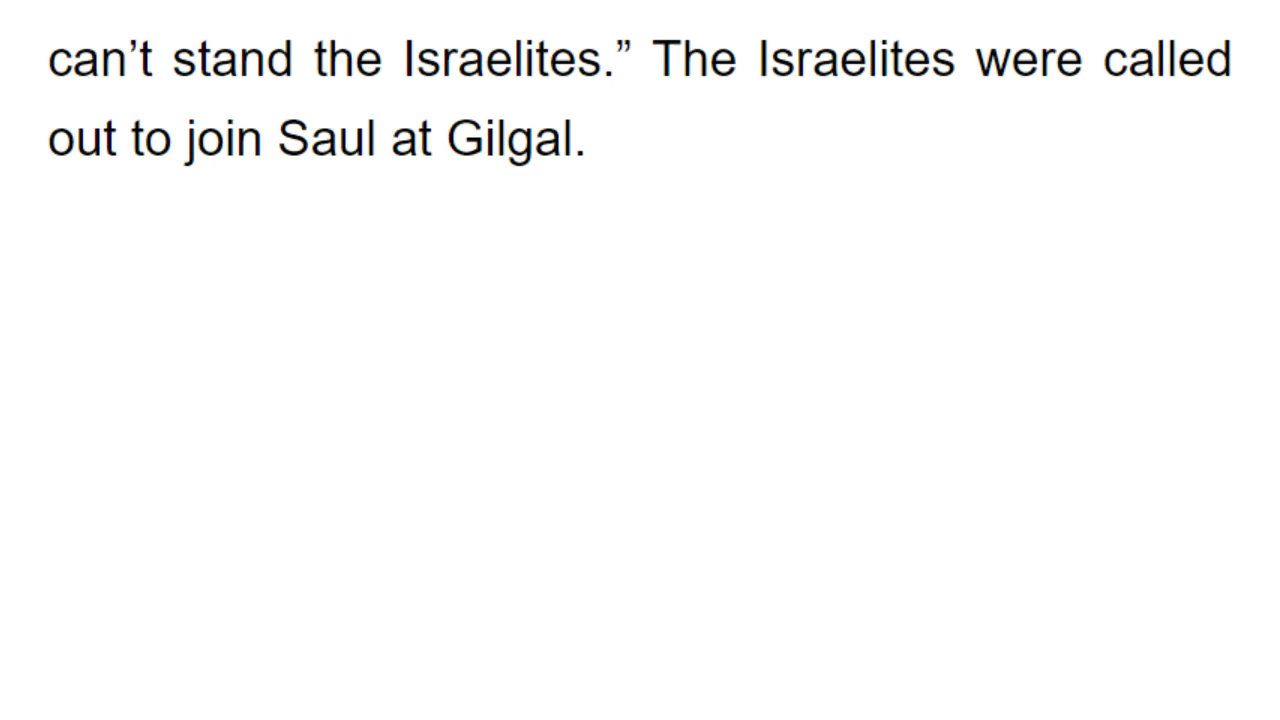 can’t stand the Israelites.” The Israelites were called
out to join Saul at Gilgal.